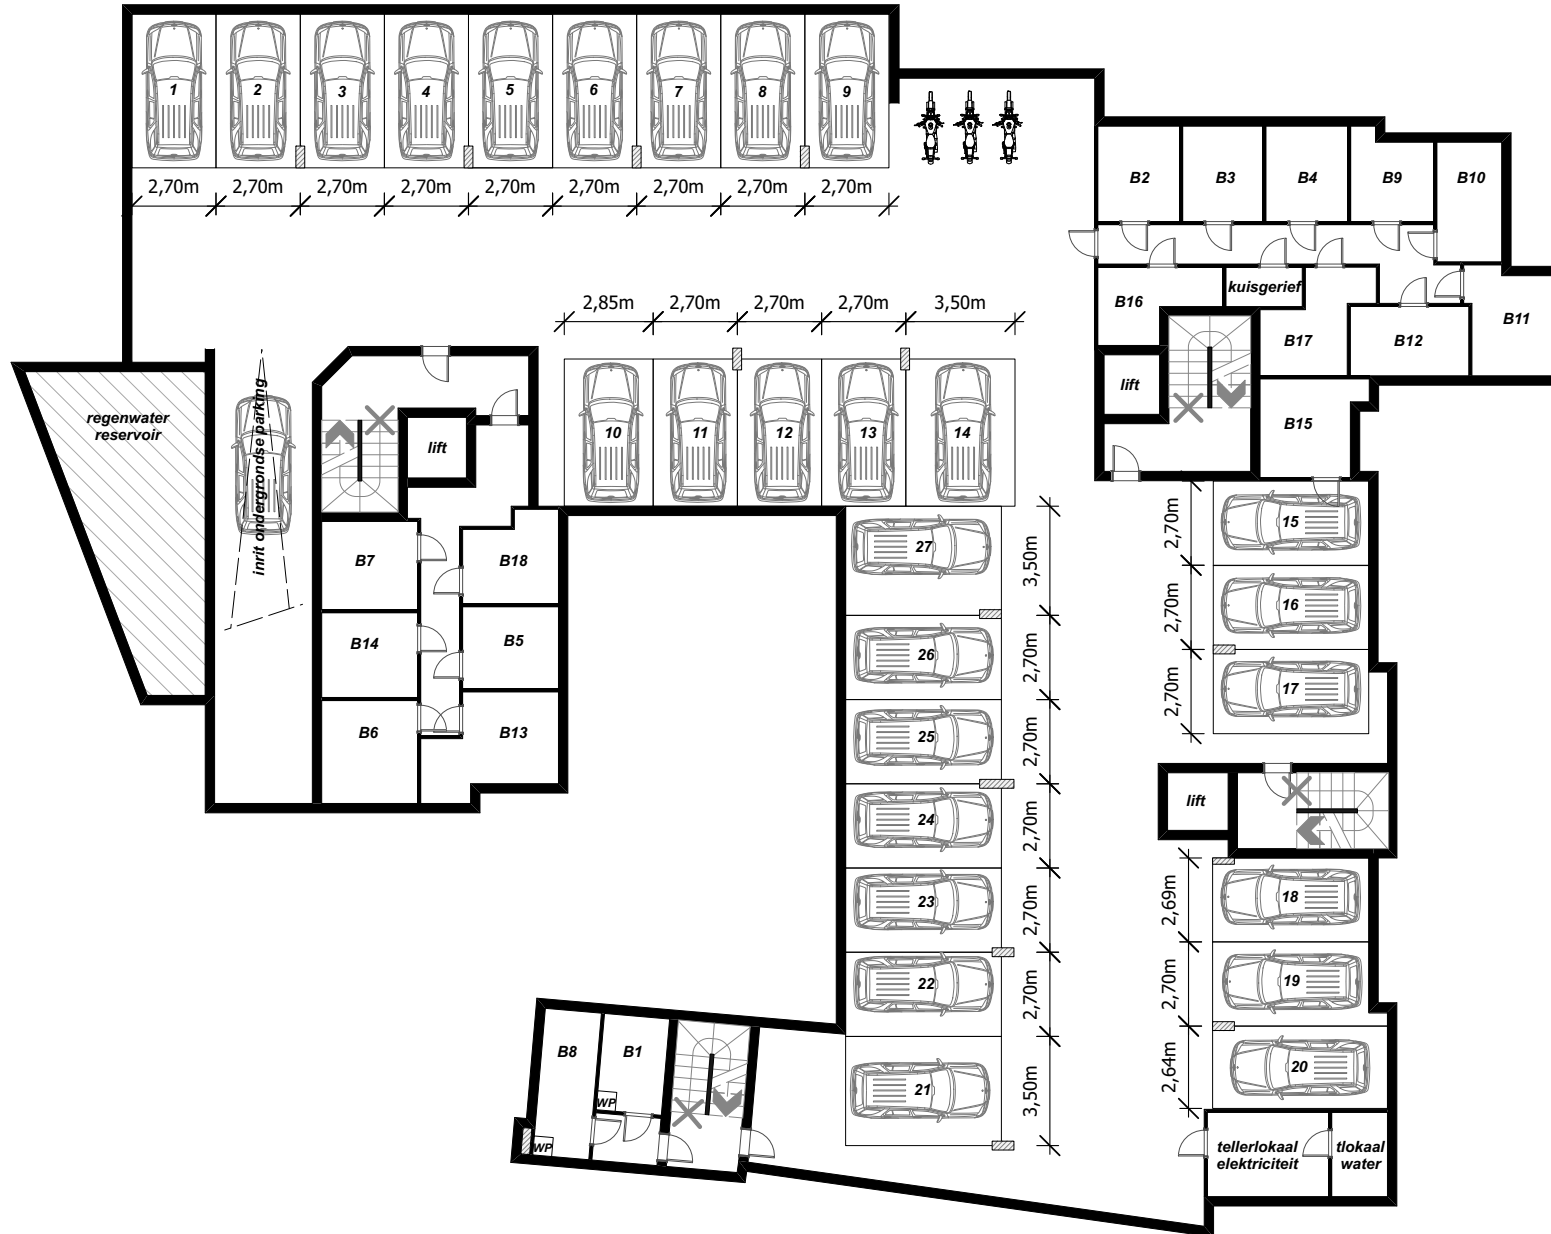 1 2 3 4 5 6 7 8 9
2,70m 2,70m 2,70m 2,70m 2,70m 2,70m 2,70m 2,70m 2,70m
B2 B3 B4 B9 B10
kuisgerief
B16 B17 B12 B11
lift
B15
2,85m 2,70m 2,70m 2,70m 3,50m
10 11 12 13 14
regenwater
reservoir
inrit ondergrondse parking
lift
B7 B18
B14 B5
B6 B13
27 3,50m
26 2,70m
25 2,70m
24 2,70m
23 2,70m
22 2,70m
21 3,50m
2,70m 15
2,70m 16
2,70m 17
lift
2,69m 18
2,70m 19
2,64m 20
B8 B1
WP
WP
tellerlokaal
elektriciteit
tlokaal
water